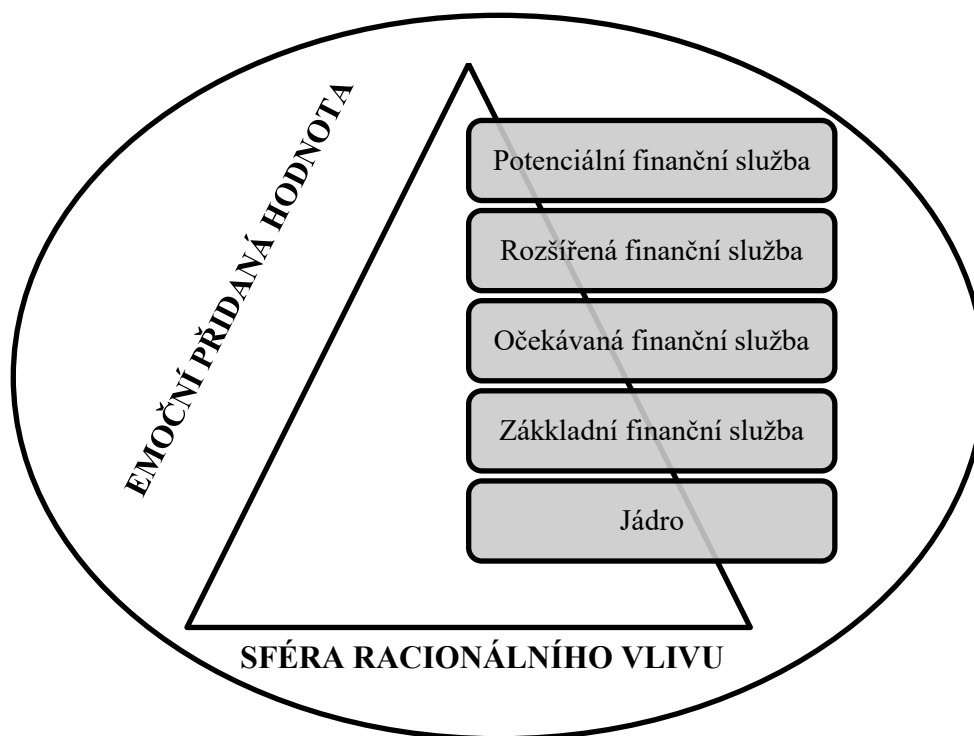 EMOČNÍ PŘIDANÁ HODNOTA
Potenciální finanční služba
Rozšířená finanční služba
Očekávaná finanční služba
Zákkladní finanční služba
Jádro
SFÉRA RACIONÁLNÍHO VLIVU